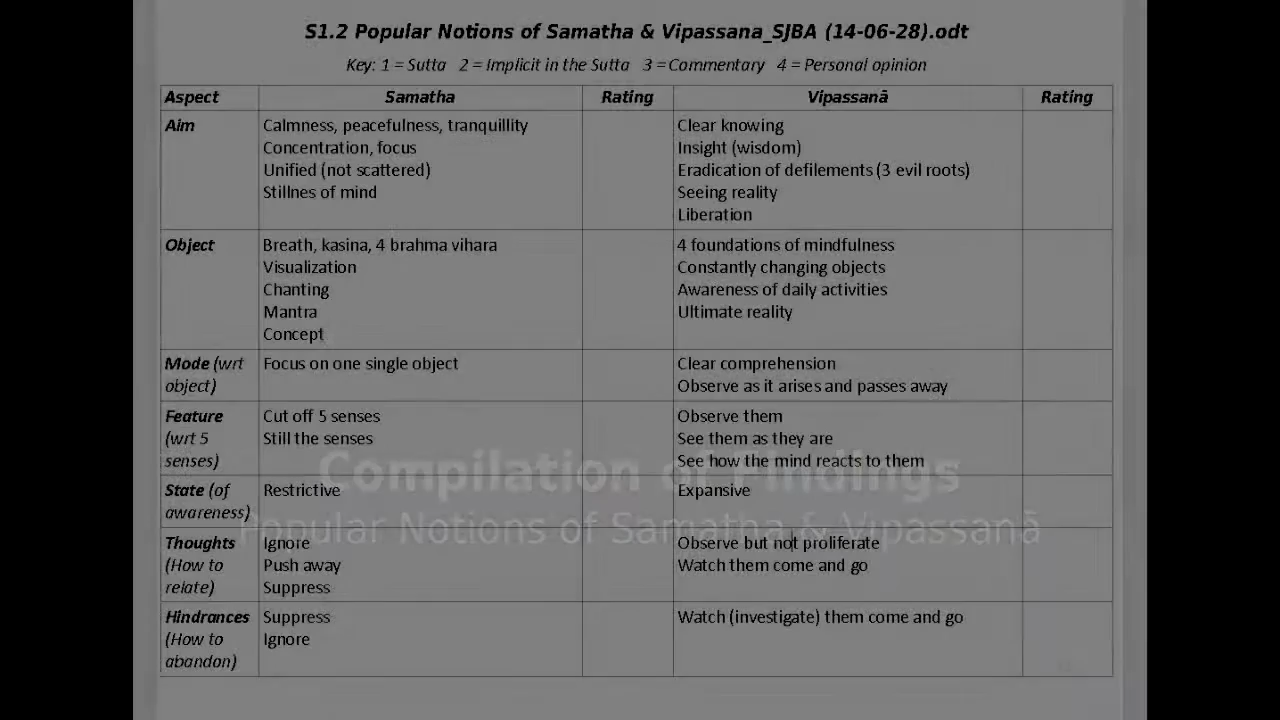 S1.2 Popular Notions of Samatha & Vipassana_SJBA (14-06-28).odt
Key: 1 = Sutta 2 = Implicit in the Sutta 3 = Commentary 4 = Personal opinion
Aspect Samatha Rating Vipassanā Rating
Aim Calmness, peacefulness, tranquillity Clear knowing
Concentration, focus Insight (wisdom)
Unified (not scattered) Eradication of defilements (3 evil roots)
Stillnes of mind Seeing reality
Liberation
Object Breath, kasina, 4 brahma vihara 4 foundations of mindfulness
Visualization Constantly changing objects
Chanting Awareness of daily activities
Mantra Ultimate reality
Concept
Mode (wrt Focus on one single object Clear comprehension
object) Observe as it arises and passes away
Feature Cut off 5 senses Observe them
(wrt 5 Still the senses See them as they are
senses) See how the mind reacts to them
Compilation of Findings
State (of Restrictive Expansive
awareness)
Popular Notions of Samatha & Vipassanā
Thoughts Ignore Observe but not proliferate
(How to Push away Watch them come and go
relate) Suppress
Hindrances Suppress Watch (investigate) them come and go
(How to Ignore
abandon)